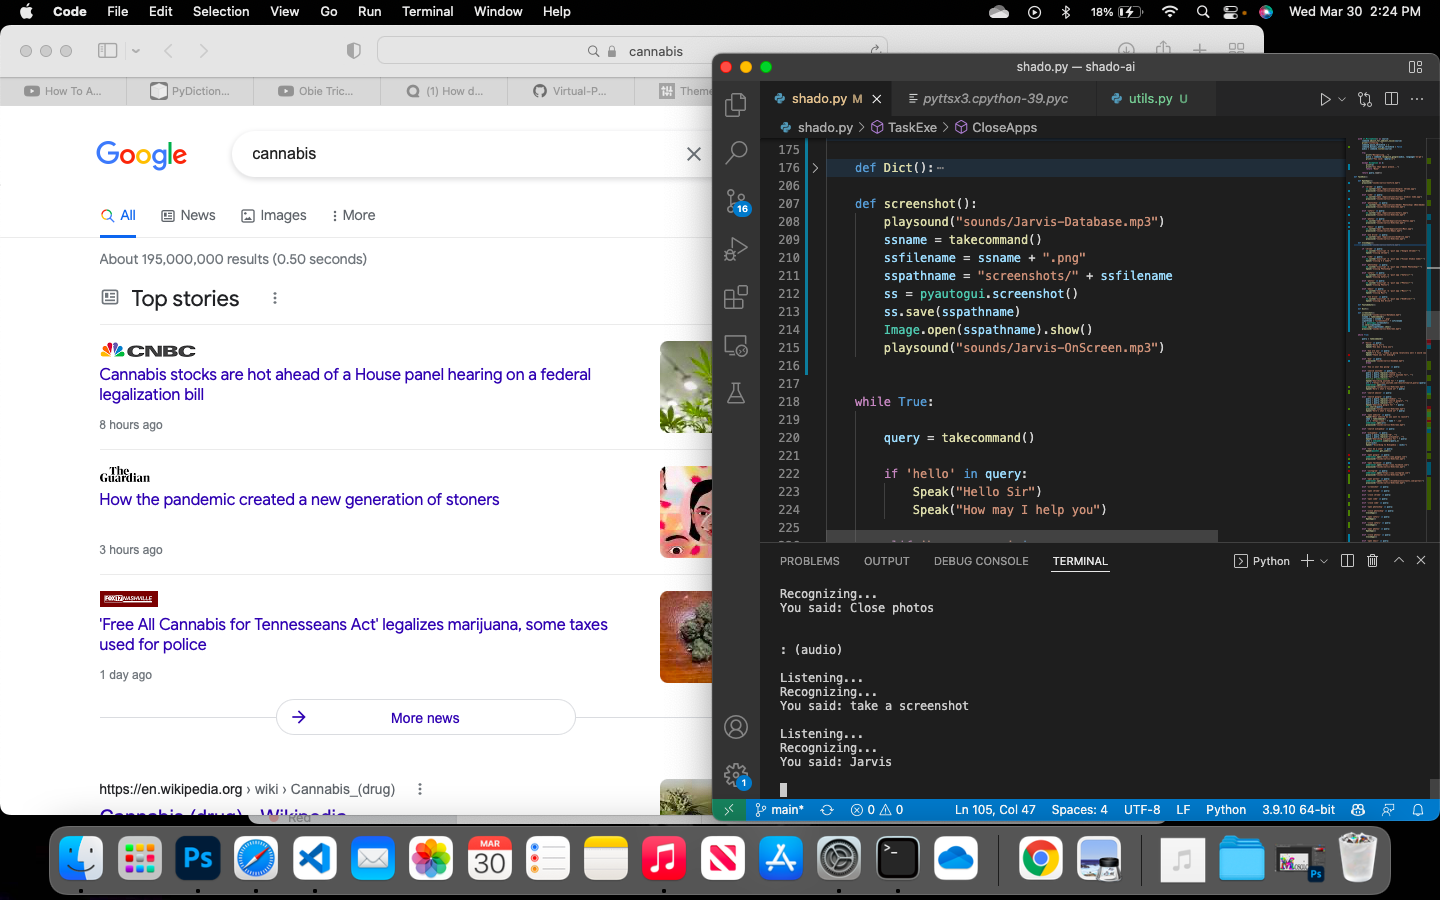 Code File Edit Selection View Go Run Terminal Window Help 18% Wed Mar 30 2:24 PM
cannabis
How To A... PyDiction... Obie Tric... (1) How d... Virtual-P... Theme
Google cannabis
All News Images More
About 195,000,000 results (0.50 seconds)
Top stories
CNBC
Cannabis stocks are hot ahead of a House panel hearing on a federal
legalization bill
8 hours ago
The
Guardian
How the pandemic created a new generation of stoners
3 hours ago
FOX17 NASHVILLE
'Free All Cannabis for Tennesseans Act' legalizes marijuana, some taxes
used for police
1 day ago
More news
https://en.wikipedia.org › wiki › Cannabis_(drug)
Cannabis (drug) - Wikipedia
Red
shado.py — shado-ai
shado.py M pyttsx3.cpython-39.pyc utils.py U
shado.py > TaskExe > CloseApps
175
176 def Dict():
206
207 def screenshot():
208 playsound("sounds/Jarvis-Database.mp3")
209 ssname = takecommand()
210 ssfilename = ssname + ".png"
211 sspathname = "screenshots/" + ssfilename
212 ss = pyautogui.screenshot()
213 ss.save(sspathname)
214 Image.open(sspathname).show()
215 playsound("sounds/Jarvis-OnScreen.mp3")
216
217
218 while True:
219
220 query = takecommand()
221
222 if 'hello' in query:
223 Speak("Hello Sir")
224 Speak("How may I help you")
225
16
1
PROBLEMS OUTPUT DEBUG CONSOLE TERMINAL Python
Recognizing...
You said: Close photos
: (audio)
Listening...
Recognizing...
You said: take a screenshot
Listening...
Recognizing...
You said: Jarvis
main* 0 0 Ln 105, Col 47 Spaces: 4 UTF-8 LF Python 3.9.10 64-bit
Ps MAR 30 >_ Ps